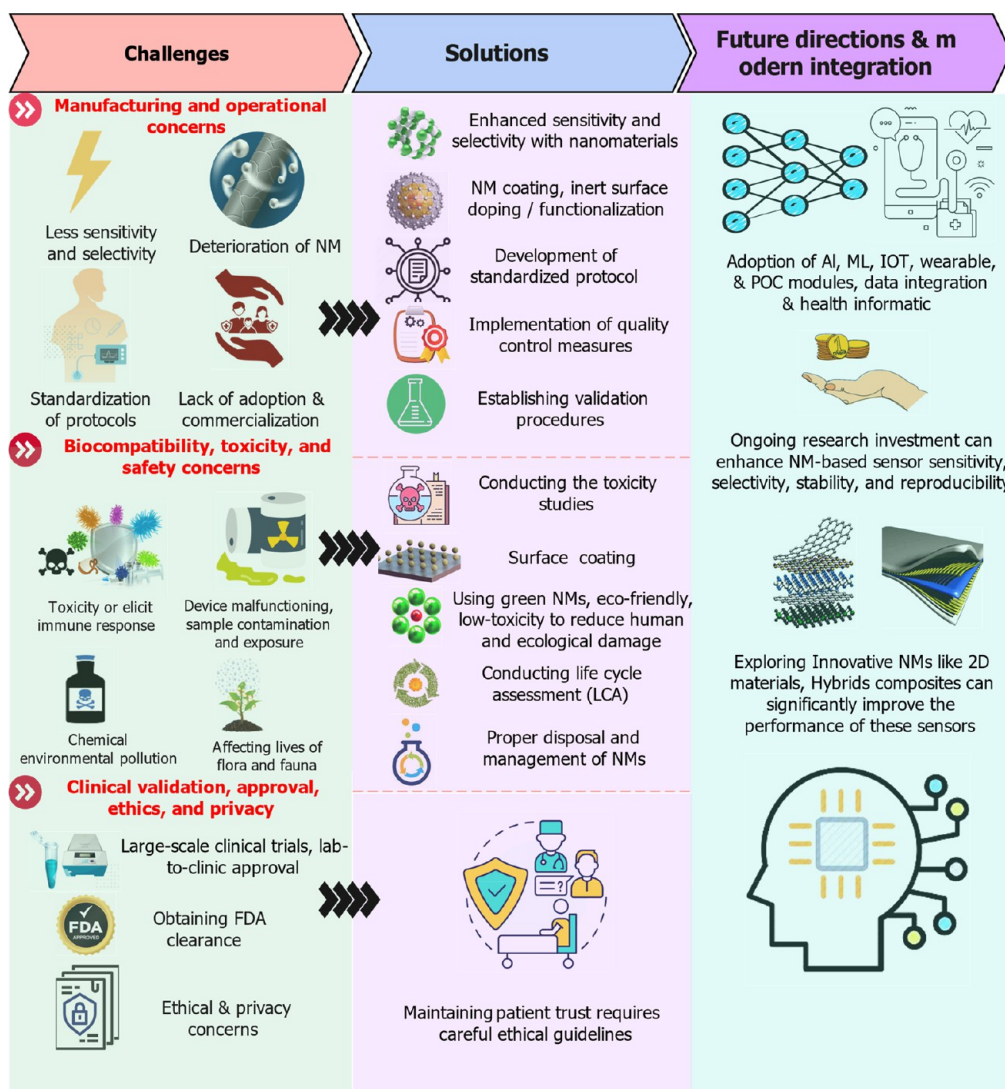 Challenges
Solutions
Future directions & m
odern integration
Manufacturing and operational
concerns
Less sensitivity
and selectivity
Deterioration of NM
Standardization
of protocols
Lack of adoption &
commercialization
Biocompatibility, toxicity, and
safety concerns
Toxicity or elicit
immune response
Device malfunctioning,
sample contamination
and exposure
Chemical
environmental pollution
Affecting lives of
flora and fauna
Clinical validation, approval,
ethics, and privacy
Large-scale clinical trials, lab-
to-clinic approval
FDA
APPROVED
Obtaining FDA
clearance
Ethical & privacy
concerns
Enhanced sensitivity and
selectivity with nanomaterials
NM coating, inert surface
doping / functionalization
Development of
standardized protocol
Implementation of quality
control measures
Establishing validation
procedures
Conducting the toxicity
studies
Surface coating
Using green NMs, eco-friendly,
low-toxicity to reduce human
and ecological damage
Conducting life cycle
assessment (LCA)
Proper disposal and
management of NMs
?
Maintaining patient trust requires
careful ethical guidelines
Adoption of AI, ML, IOT, wearable,
& POC modules, data integration
& health informatic
1
Ongoing research investment can
enhance NM-based sensor sensitivity,
selectivity, stability, and reproducibility
Exploring Innovative NMs like 2D
materials, Hybrids composites can
significantly improve the
performance of these sensors